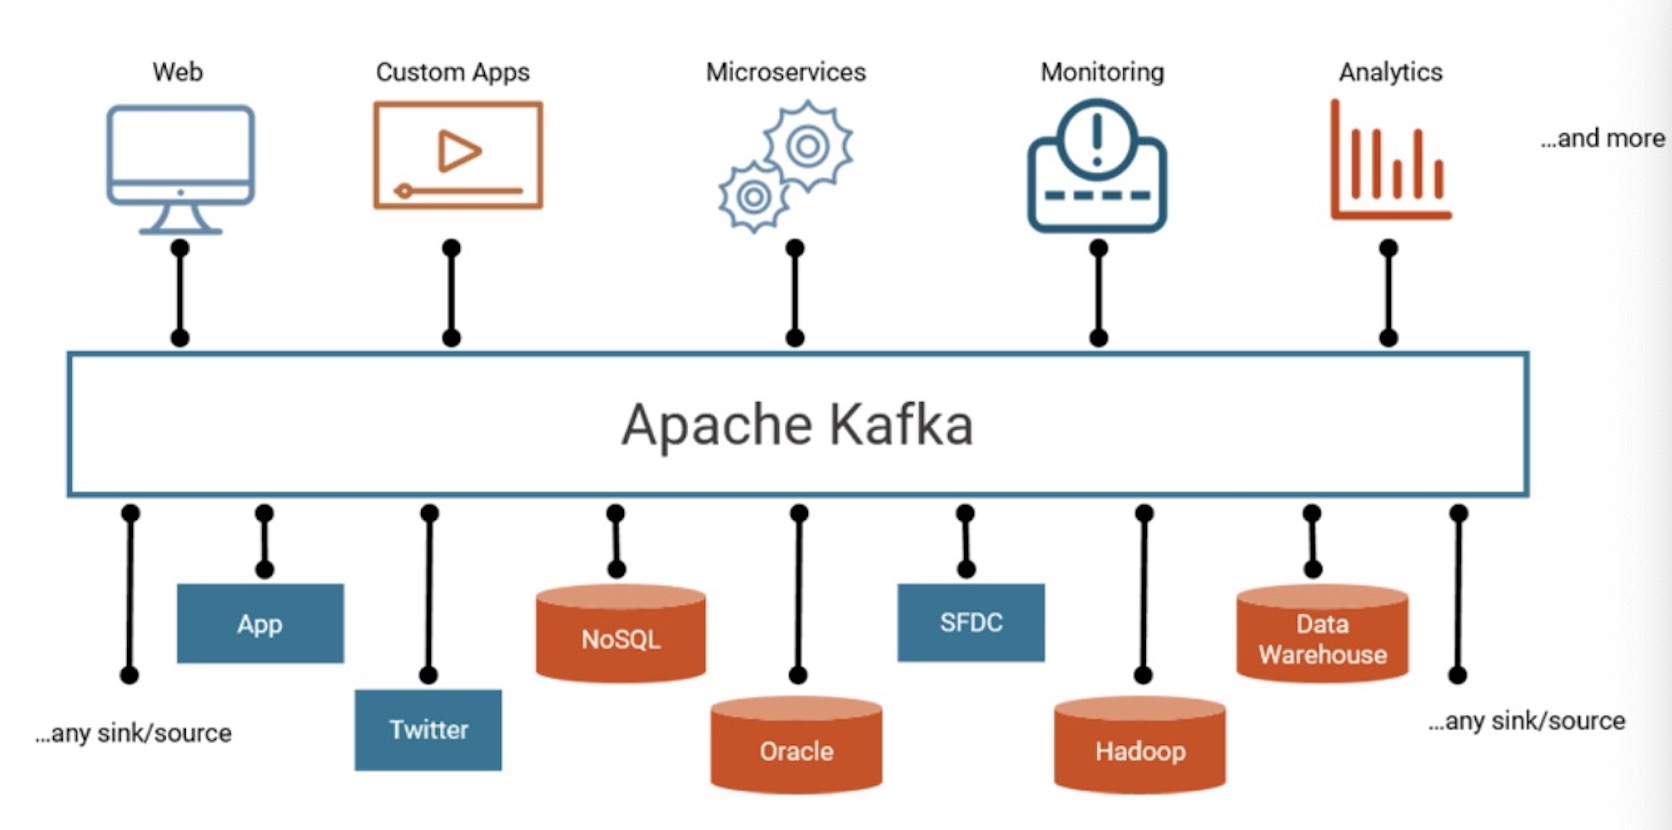 Web
Custom Apps
Microservices
Monitoring
Analytics
...and more
Apache Kafka
App
NoSQL
SFDC
Data
Warehouse
...any sink/source
Twitter
Oracle
Hadoop
...any sink/source